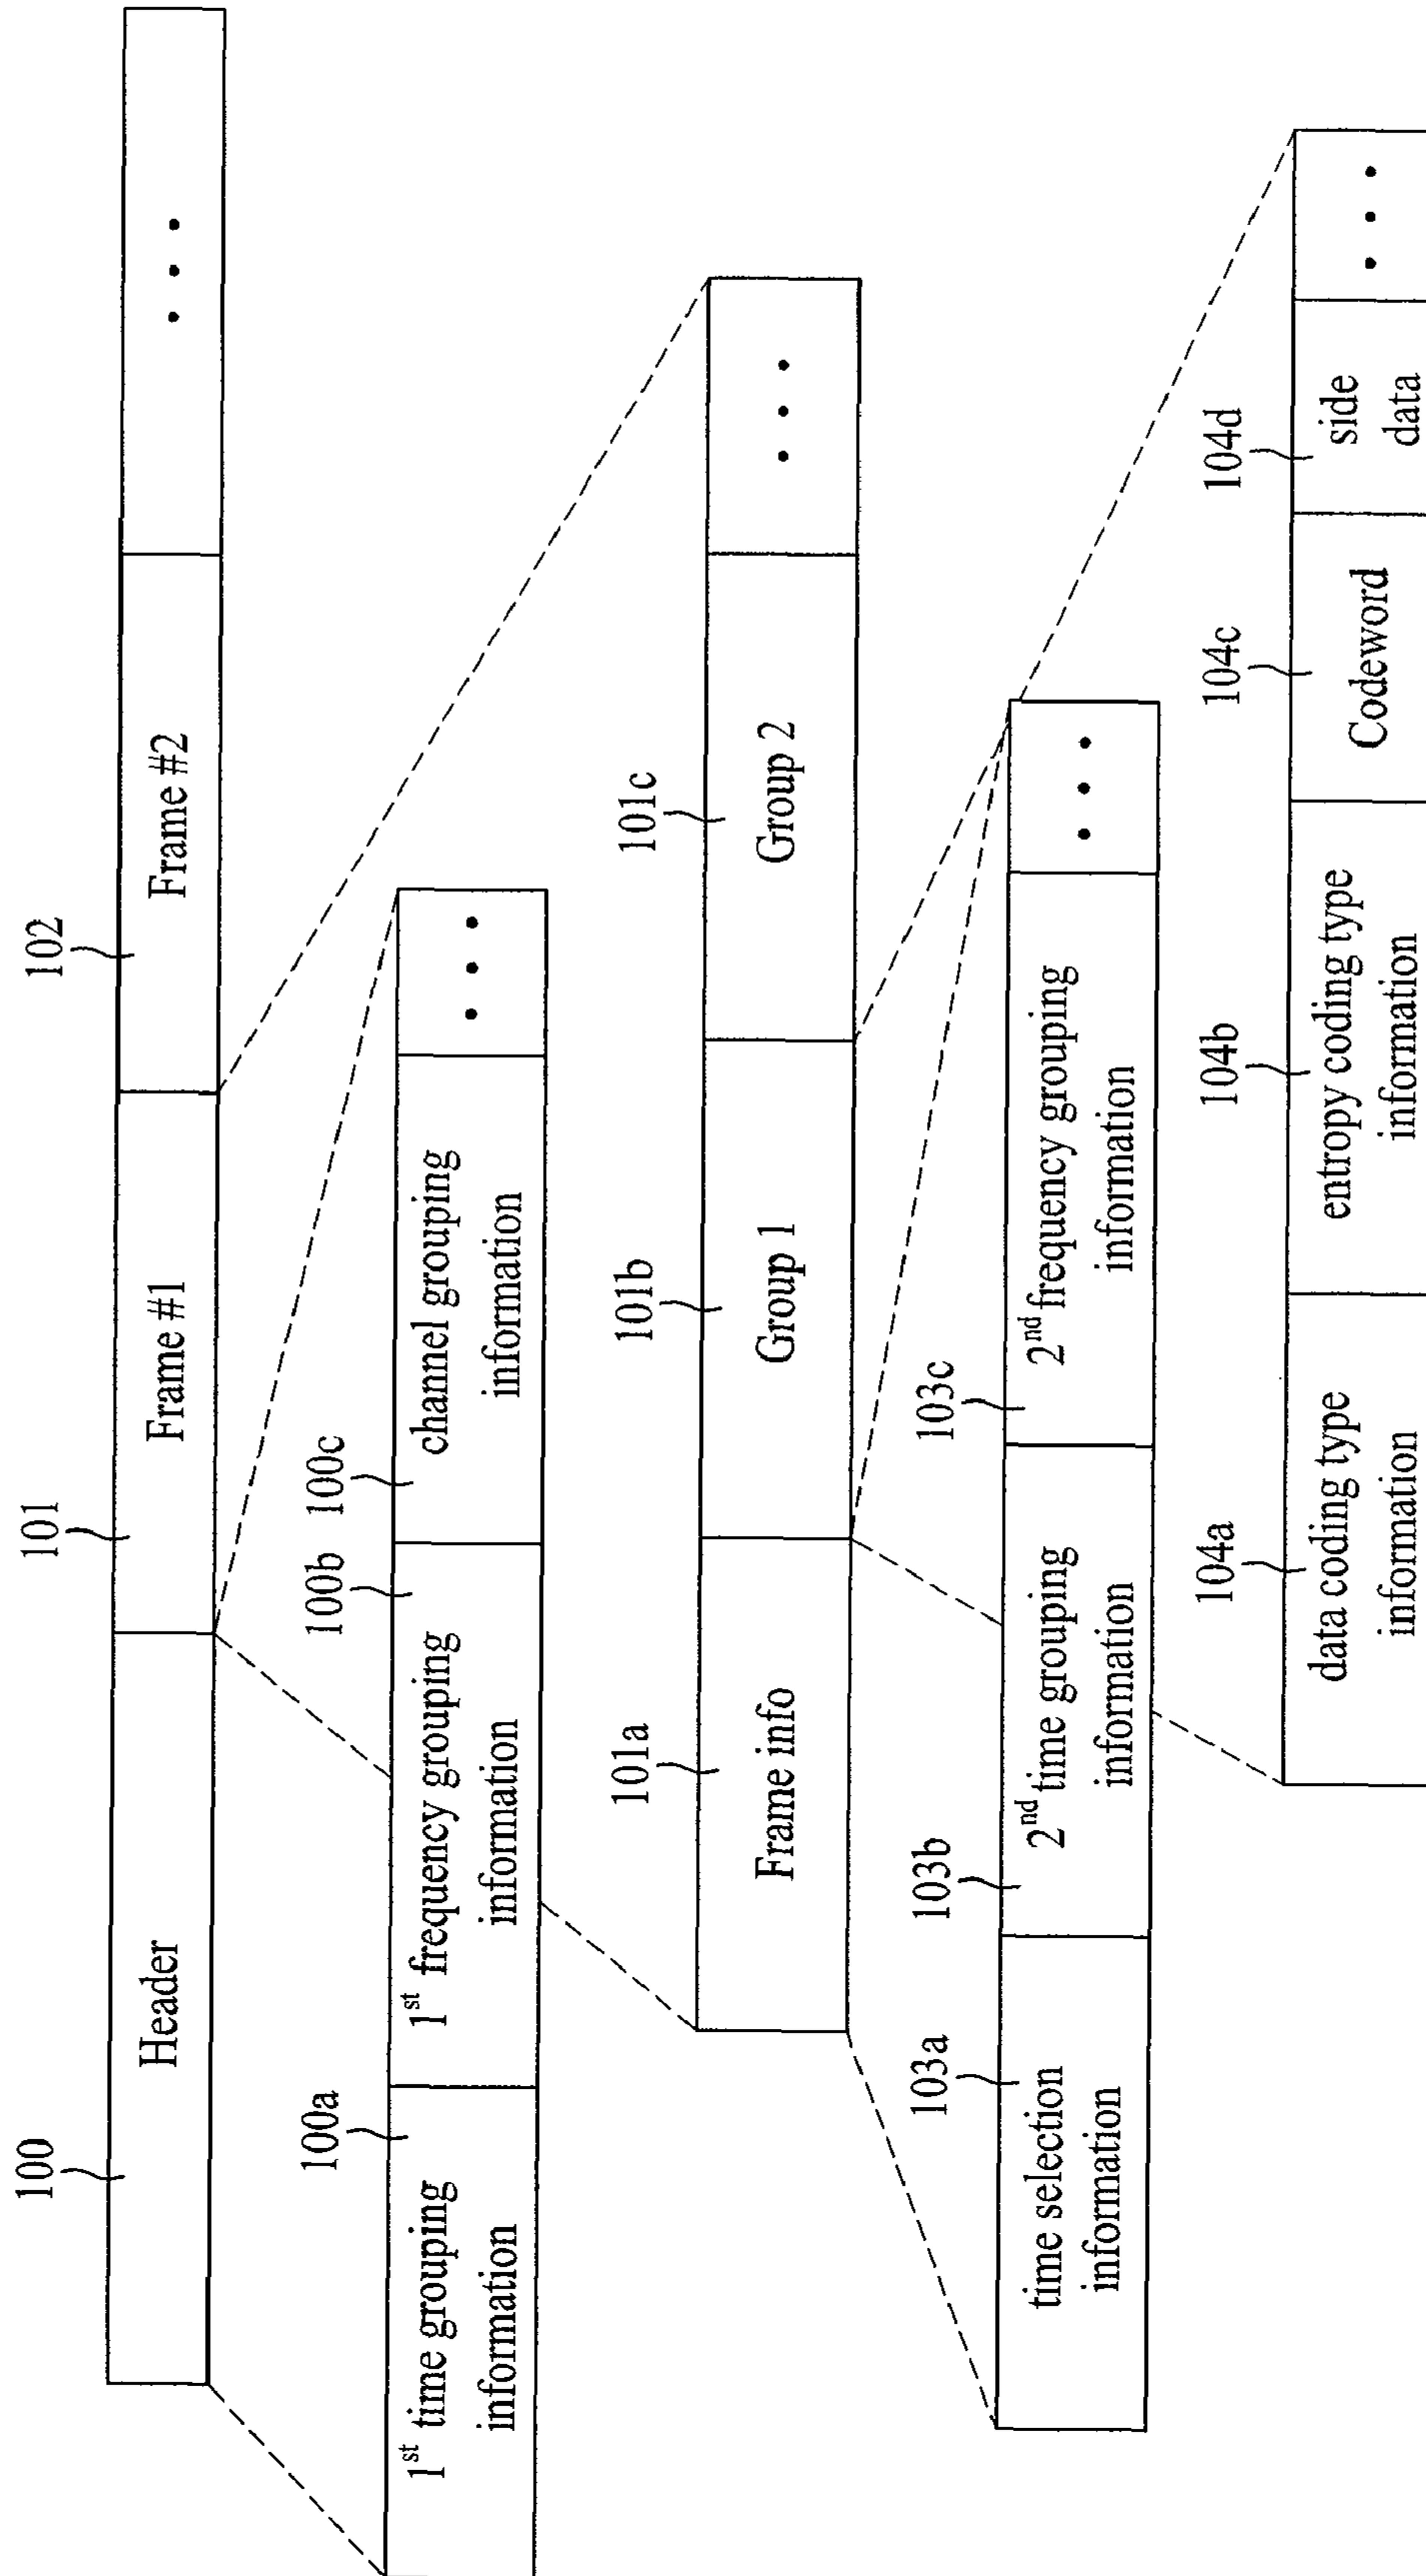 100
101
102
Header
Frame #1
Frame #2
• • •
100a
100b
100c
1st time grouping
information
1st frequency grouping
information
channel grouping
information
• • •
101a
101b
101c
Frame info
Group 1
Group 2
• • •
103a
103b
103c
time selection
information
2nd time grouping
information
2nd frequency grouping
information
• • •
104a
104b
104c
104d
data coding type
information
entropy coding type
information
Codeword
side
data
• • •